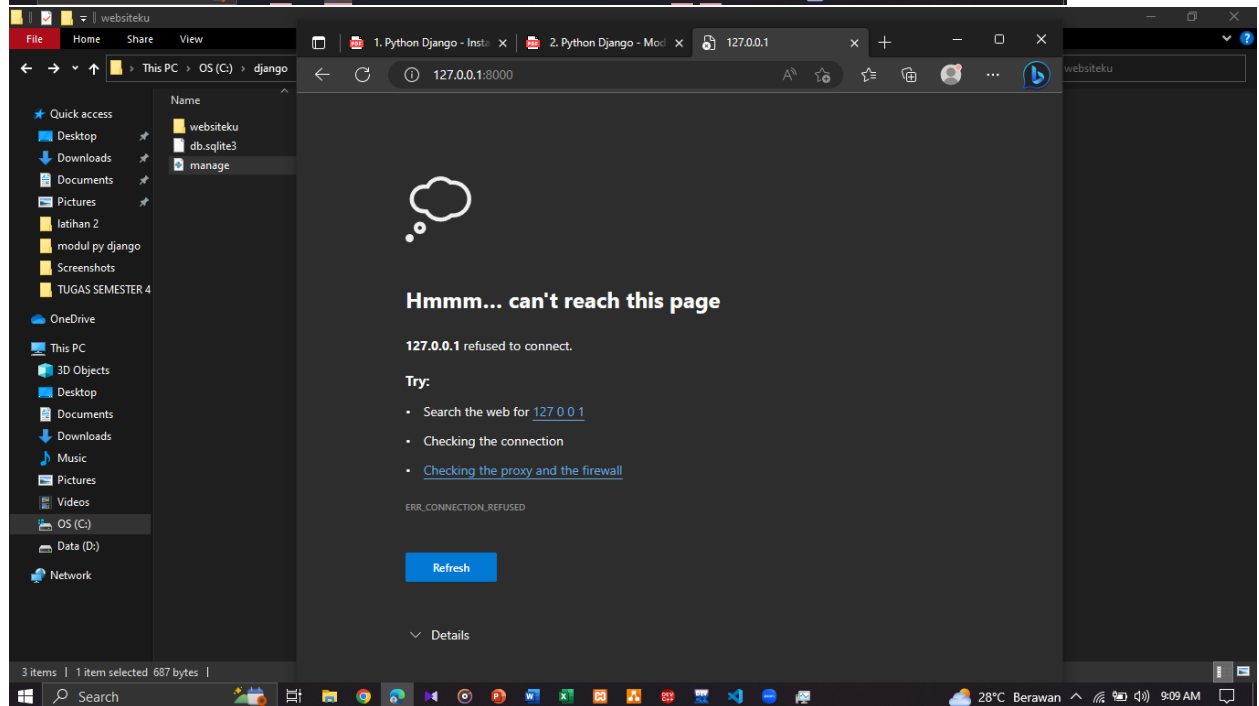 websiteku
File Home Share View
This PC > OS (C:) > django
websiteku
Name
Quick access
Desktop
Downloads
Documents
Pictures
latihan 2
modul py django
Screenshots
TUGAS SEMESTER 4
OneDrive
This PC
3D Objects
Desktop
Documents
Downloads
Music
Pictures
Videos
OS (C:)
Data (D:)
Network
websiteku
db.sqlite3
manage
3 items | 1 item selected 687 bytes |
1. Python Django - Insta
2. Python Django - Mod
127.0.0.1
127.0.0.1:8000
Hmmm... can't reach this page
127.0.0.1 refused to connect.
Try:
• Search the web for 127 0 0 1
• Checking the connection
• Checking the proxy and the firewall
ERR_CONNECTION_REFUSED
Refresh
Details
Search
28°C Berawan
9:09 AM